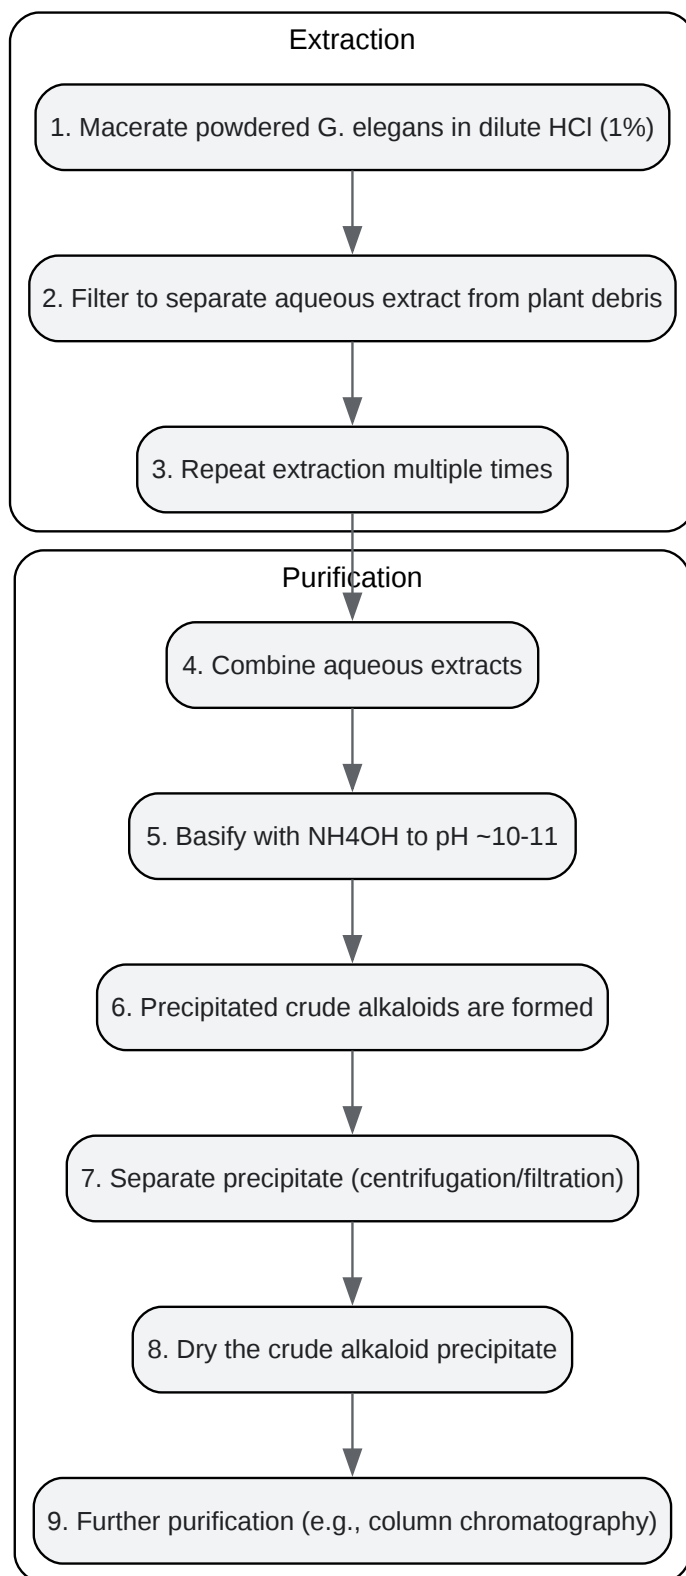 Extraction
1. Macerate powdered G. elegans in dilute HCl (1%)
2. Filter to separate aqueous extract from plant debris
3. Repeat extraction multiple times
Purification
4. Combine aqueous extracts
5. Basify with NH4OH to pH ~10-11
6. Precipitated crude alkaloids are formed
7. Separate precipitate (centrifugation/filtration)
8. Dry the crude alkaloid precipitate
9. Further purification (e.g., column chromatography)